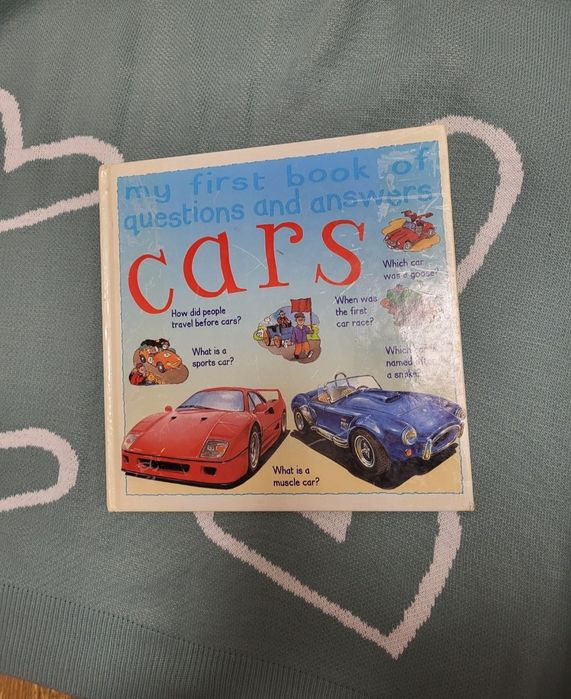 my first book of
questions and answers
cars
Which car
was a goose?
How did people
travel before cars?
When was
the first
car race?
What is a
sports car?
Which
named
a snake?
What is a
muscle car?